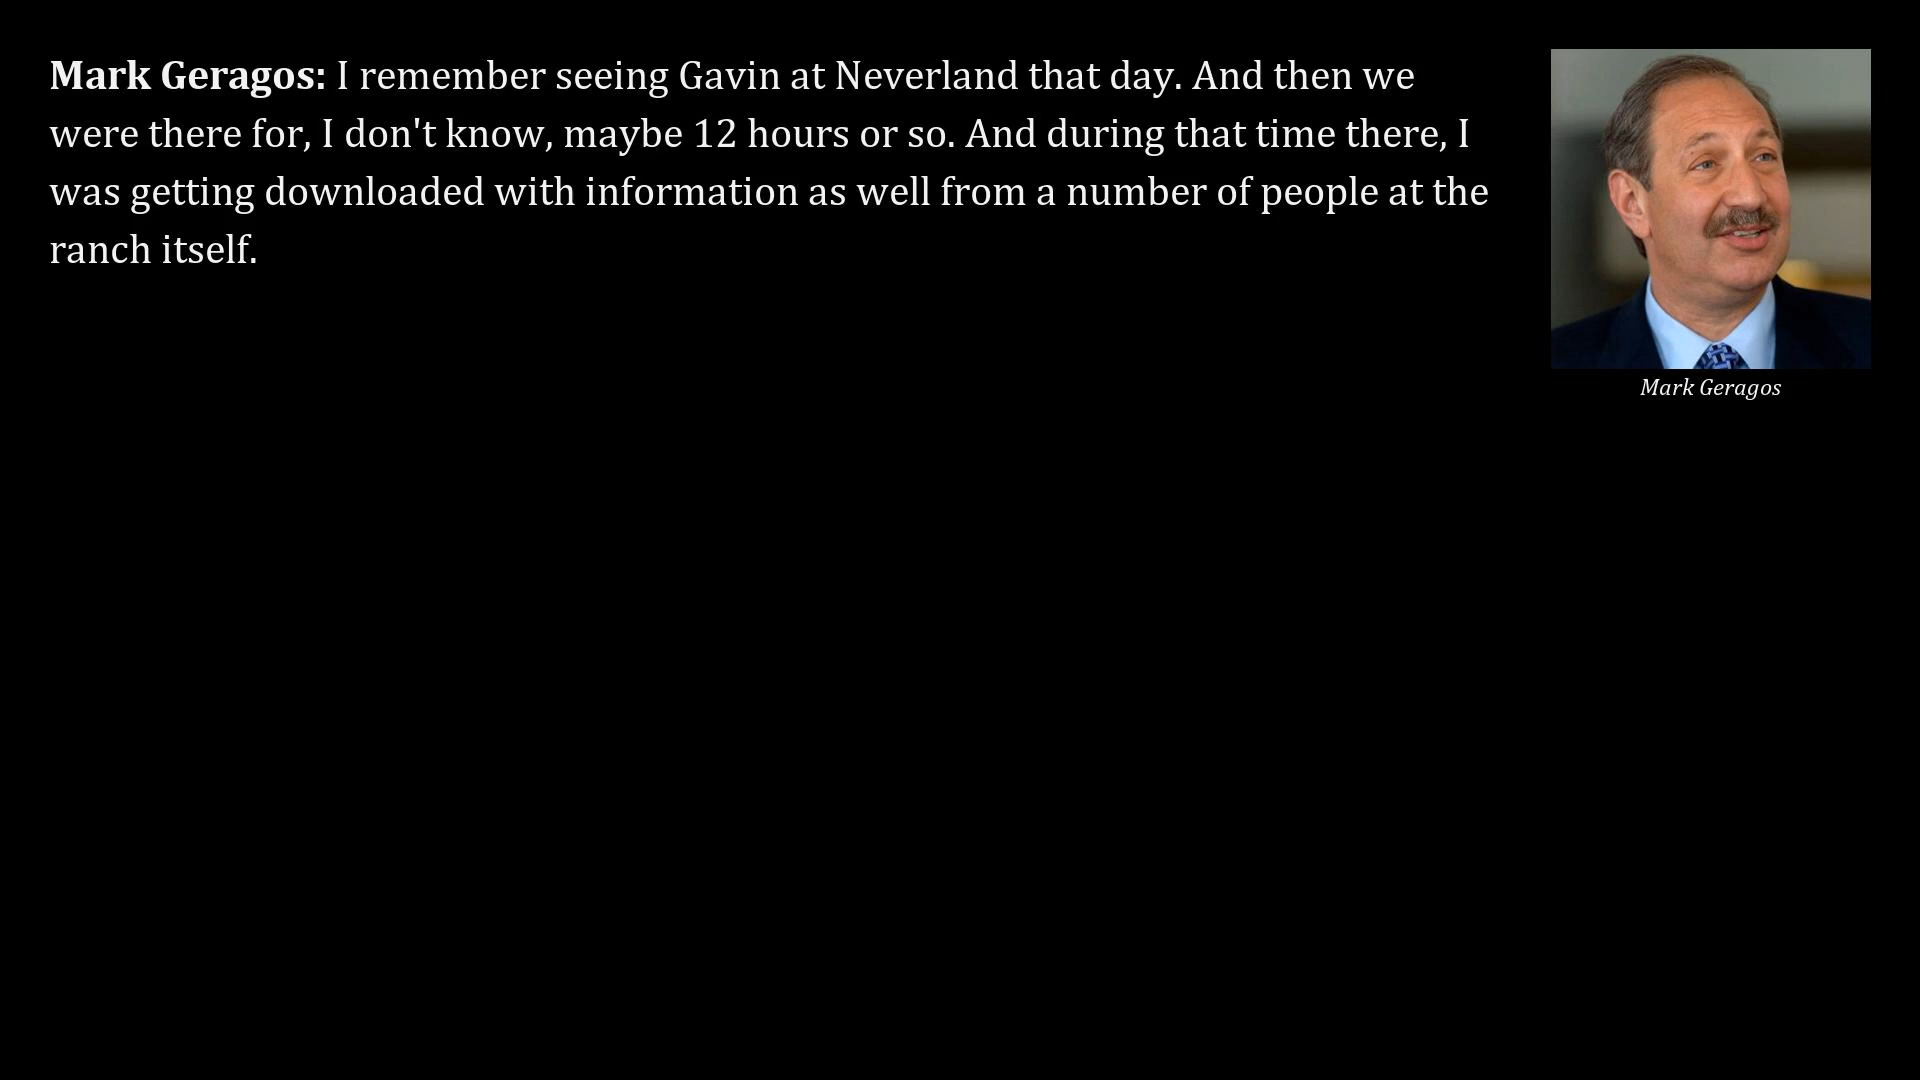 Mark Geragos: I remember seeing Gavin at Neverland that day. And then we
were there for, I don't know, maybe 12 hours or so. And during that time there, I
was getting downloaded with information as well from a number of people at the
ranch itself.
Mark Geragos